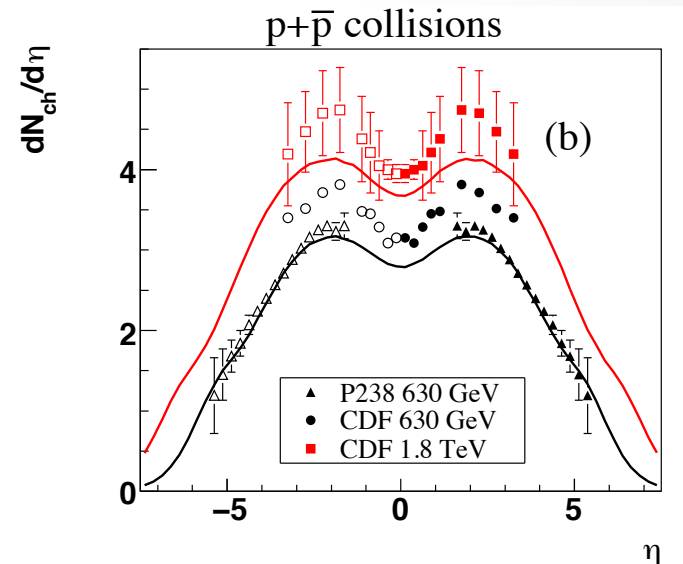 p+p̅ collisions
dN_ch/dη
(b)
4
2
0
P238 630 GeV
CDF 630 GeV
CDF 1.8 TeV
−5 0 5
η